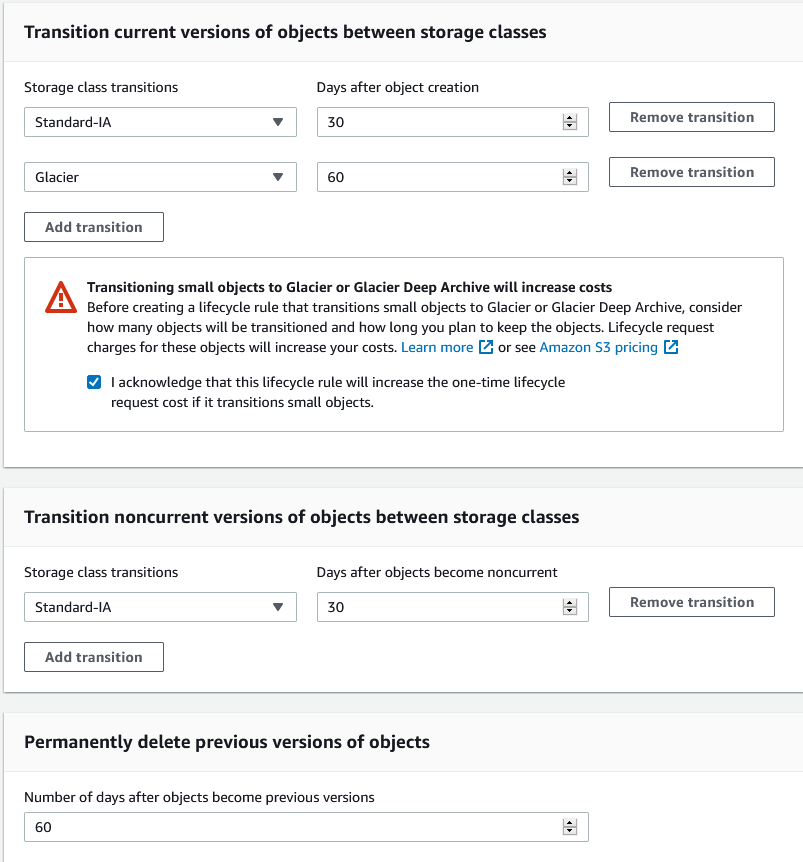 Transition current versions of objects between storage classes
Storage class transitions
Days after object creation
Standard-IA
30
Remove transition
Glacier
60
Remove transition
Add transition
Transitioning small objects to Glacier or Glacier Deep Archive will increase costs
Before creating a lifecycle rule that transitions small objects to Glacier or Glacier Deep Archive, consider
how many objects will be transitioned and how long you plan to keep the objects. Lifecycle request
charges for these objects will increase your costs. Learn more or see Amazon S3 pricing
I acknowledge that this lifecycle rule will increase the one-time lifecycle
request cost if it transitions small objects.
Transition noncurrent versions of objects between storage classes
Storage class transitions
Days after objects become noncurrent
Standard-IA
30
Remove transition
Add transition
Permanently delete previous versions of objects
Number of days after objects become previous versions
60